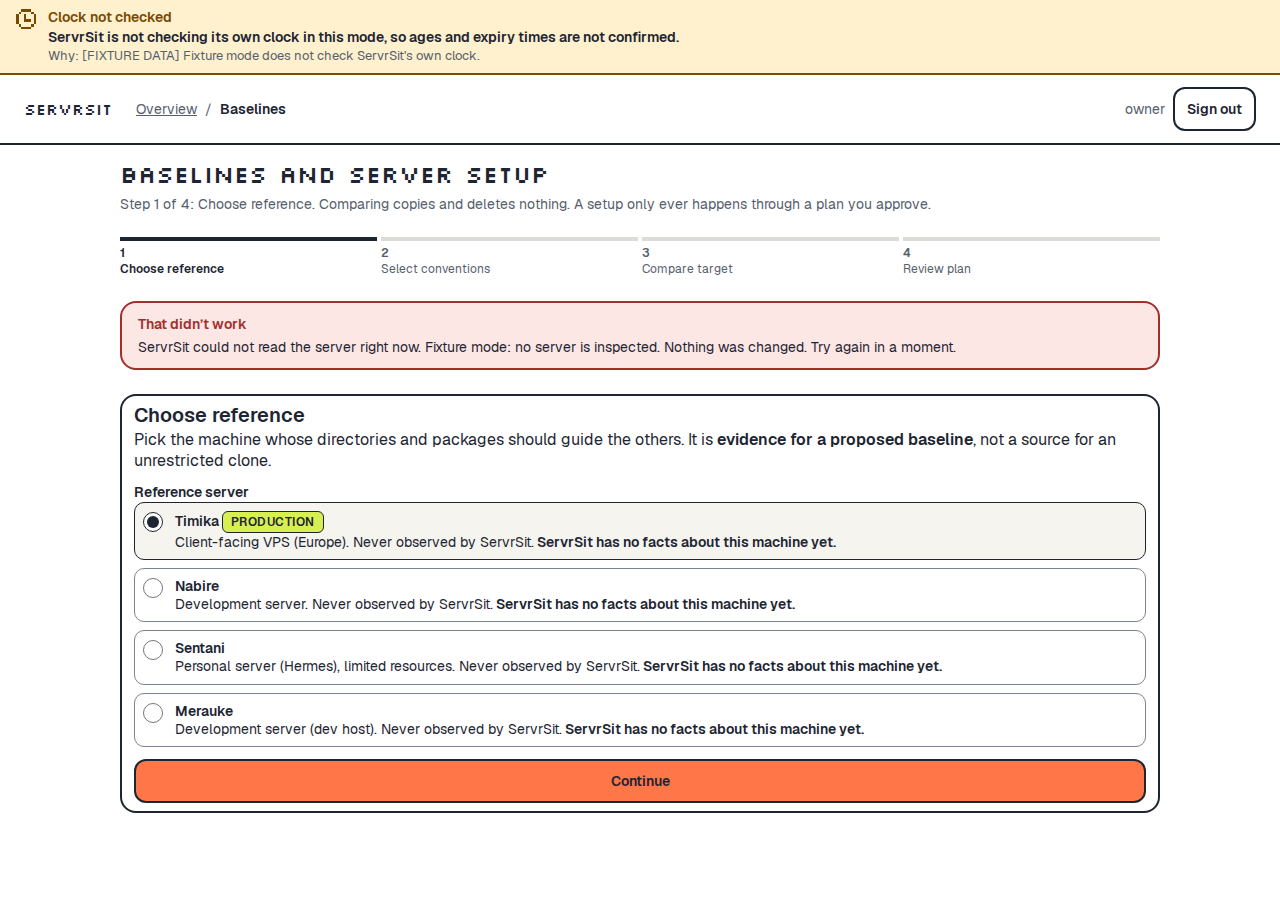 Clock not checked
ServrSit is not checking its own clock in this mode, so ages and expiry times are not confirmed.
Why: [FIXTURE DATA] Fixture mode does not check ServrSit's own clock.
SERVRSIT
Overview / Baselines
owner
Sign out
BASELINES AND SERVER SETUP
Step 1 of 4: Choose reference. Comparing copies and deletes nothing. A setup only ever happens through a plan you approve.
1
Choose reference
2
Select conventions
3
Compare target
4
Review plan
That didn't work
ServrSit could not read the server right now. Fixture mode: no server is inspected. Nothing was changed. Try again in a moment.
Choose reference
Pick the machine whose directories and packages should guide the others. It is evidence for a proposed baseline, not a source for an
unrestricted clone.
Reference server
Timika PRODUCTION
Client-facing VPS (Europe). Never observed by ServrSit. ServrSit has no facts about this machine yet.
Nabire
Development server. Never observed by ServrSit. ServrSit has no facts about this machine yet.
Sentani
Personal server (Hermes), limited resources. Never observed by ServrSit. ServrSit has no facts about this machine yet.
Merauke
Development server (dev host). Never observed by ServrSit. ServrSit has no facts about this machine yet.
Continue